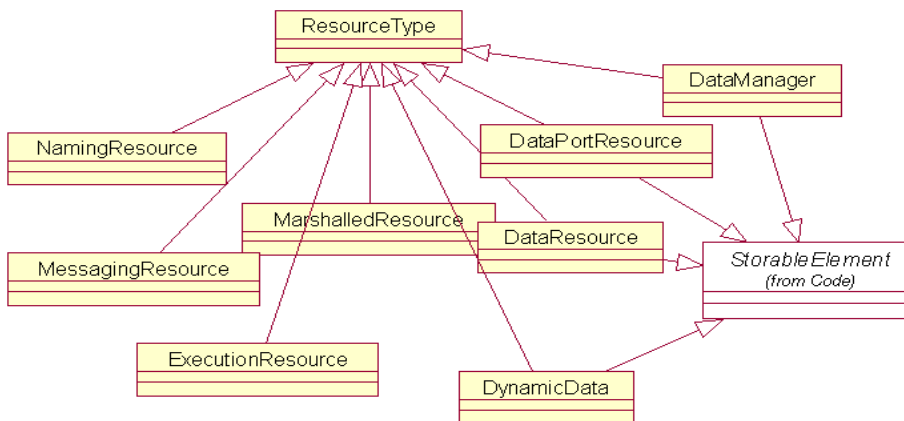 ResourceType
DataManager
NamingResource
DataPortResource
MarshalledResource
DataResource
MessagingResource
StorableElement
(from Code)
ExecutionResource
DynamicData